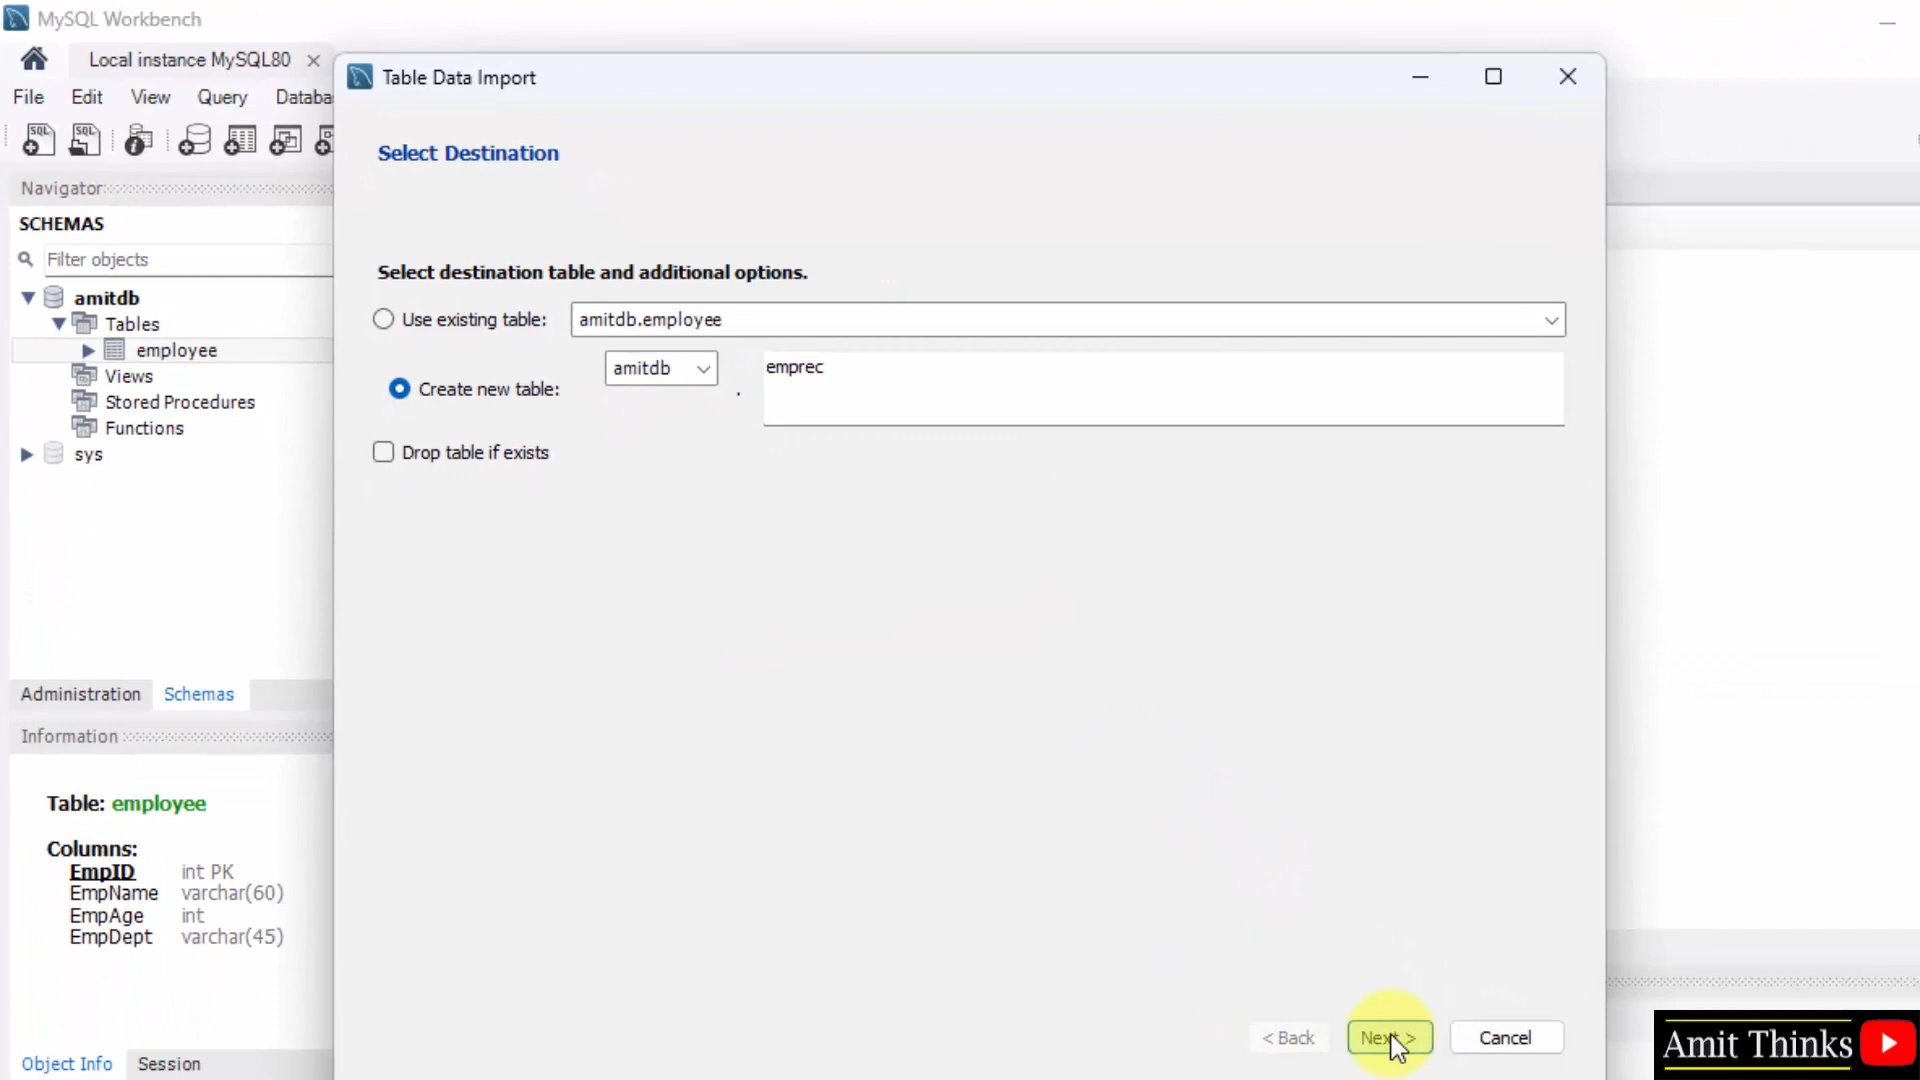 MySQL Workbench
Local instance MySQL80
File Edit View Query Databa
SQL SQL
Navigator
SCHEMAS
Filter objects
amitdb
Tables
employee
Views
Stored Procedures
Functions
sys
Administration Schemas
Information
Table: employee
Columns:
EmpID int PK
EmpName varchar(60)
EmpAge int
EmpDept varchar(45)
Object Info Session
Table Data Import
Select Destination
Select destination table and additional options.
Use existing table: amitdb.employee
Create new table: amitdb . emprec
Drop table if exists
< Back Next > Cancel
Amit Thinks